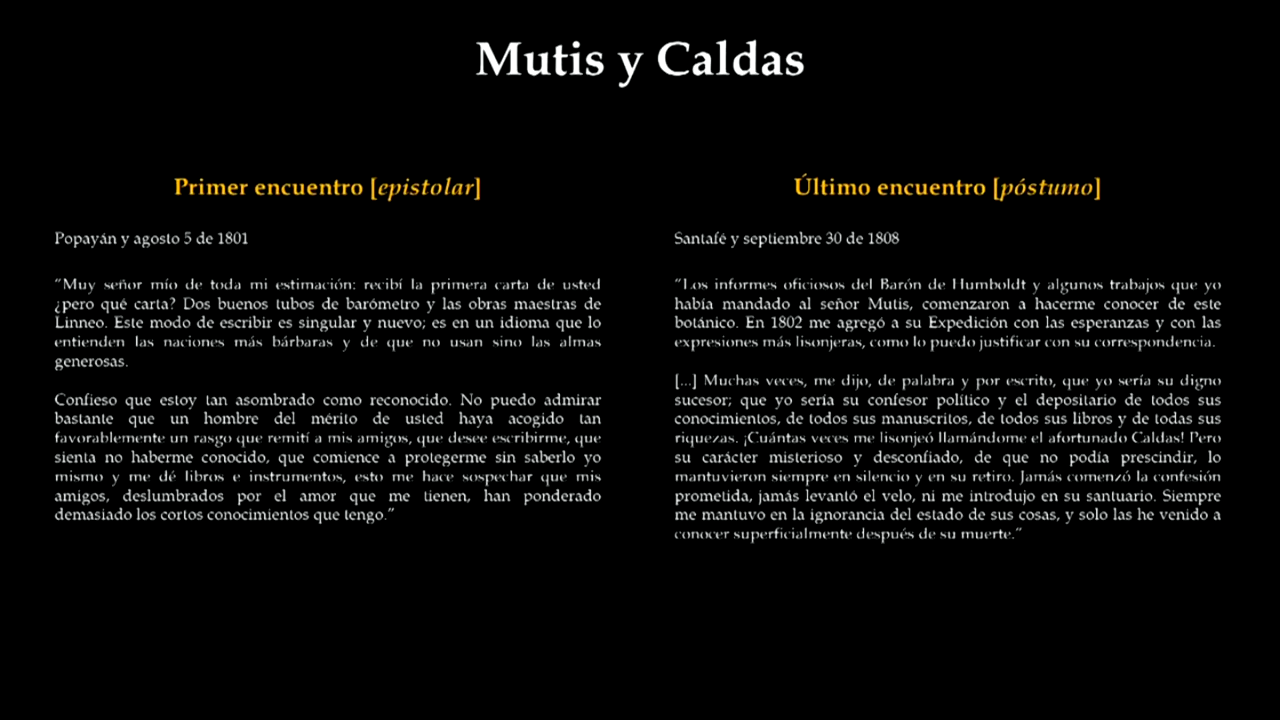 Mutis y Caldas
Primer encuentro [epistolar]
Popayán y agosto 5 de 1801
“Muy señor mío de toda mi estimación: recibí la primera carta de usted
¿pero qué carta? Dos buenos tubos de barómetro y las obras maestras de
Linneo. Este modo de escribir es singular y nuevo; es en un idioma que lo
entienden las naciones más bárbaras y de que no usan sino las almas
generosas.
Confieso que estoy tan asombrado como reconocido. No puedo admirar
bastante que un hombre del mérito de usted haya acogido tan
favorablemente un rasgo que remití a mis amigos, que desee escribirme, que
sienta no haberme conocido, que comience a protegerme sin saberlo yo
mismo y me dé libros e instrumentos, esto me hace sospechar que mis
amigos, deslumbrados por el amor que me tienen, han ponderado
demasiado los cortos conocimientos que tengo.”
Último encuentro [póstumo]
Santafé y septiembre 30 de 1808
“Los informes oficiosos del Barón de Humboldt y algunos trabajos que yo
había mandado al señor Mutis, comenzaron a hacerme conocer de este
botánico. En 1802 me agregó a su Expedición con las esperanzas y con las
expresiones más lisonjeras, como lo puedo justificar con su correspondencia.
[...] Muchas veces, me dijo, de palabra y por escrito, que yo sería su digno
sucesor; que yo sería su confesor político y el depositario de todos sus
conocimientos, de todos sus manuscritos, de todos sus libros y de todas sus
riquezas. ¡Cuántas veces me lisonjeó llamándome el afortunado Caldas! Pero
su carácter misterioso y desconfiado, de que no podía prescindir, lo
mantuvieron siempre en silencio y en su retiro. Jamás comenzó la confesión
prometida, jamás levantó el velo, ni me introdujo en su santuario. Siempre
me mantuvo en la ignorancia del estado de sus cosas, y solo las he venido a
conocer superficialmente después de su muerte.”